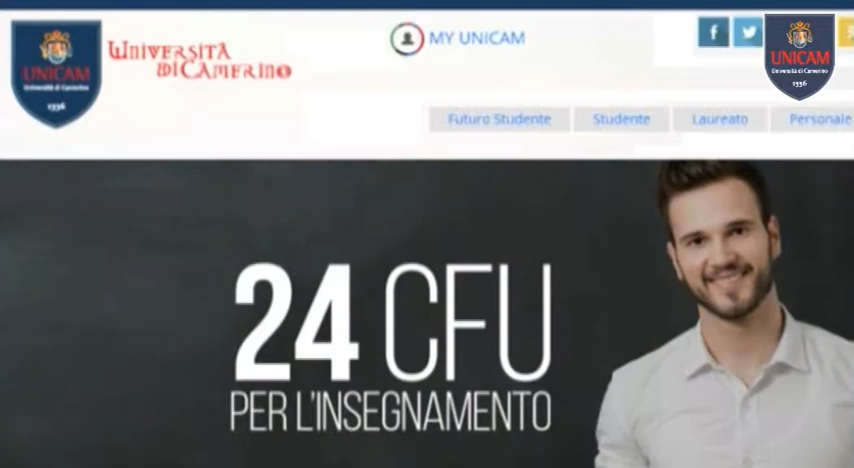 UNICAM
Università di Camerino
1336
UNIVERSITÀ
DI CAMERINO
MY UNICAM
f
UNICAM
Università di Camerino
1336
Futuro Studente
Studente
Laureato
Personale
24 CFU
PER L'INSEGNAMENTO